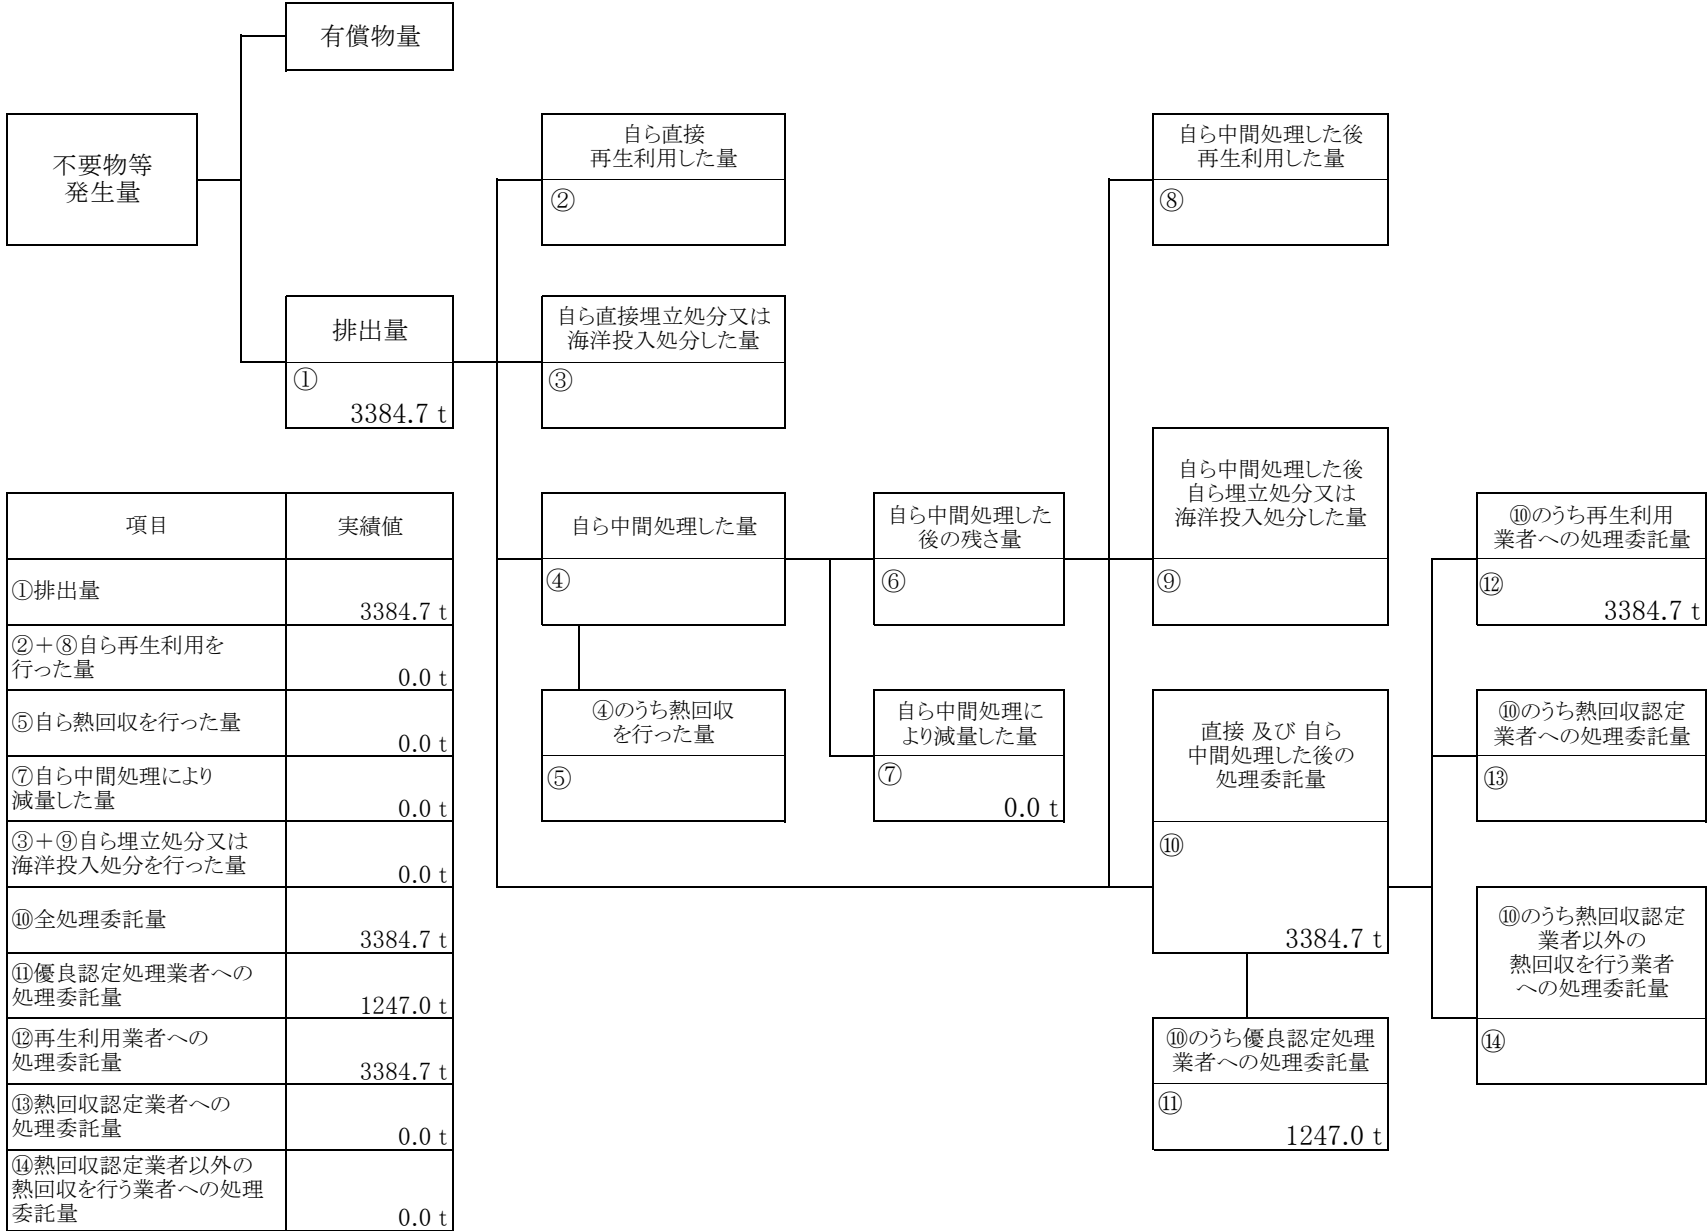 有償物量
不要物等
発生量
自ら直接
再生利用した量
②
自ら中間処理した後
再生利用した量
⑧
排出量
①
3384.7 t
自ら直接埋立処分又は
海洋投入処分した量
③
自ら中間処理した量
④
自ら中間処理した
後の残さ量
⑥
自ら中間処理した後
自ら埋立処分又は
海洋投入処分した量
⑨
⑩のうち再生利用
業者への処理委託量
⑫
3384.7 t
④のうち熱回収
を行った量
⑤
自ら中間処理に
より減量した量
⑦
0.0 t
直接 及び 自ら
中間処理した後の
処理委託量
⑩
3384.7 t
⑩のうち熱回収認定
業者への処理委託量
⑬
⑩のうち熱回収認定
業者以外の
熱回収を行う業者
への処理委託量
⑭
⑩のうち優良認定処理
業者への処理委託量
⑪
1247.0 t
項目 実績値
①排出量
3384.7 t
②＋⑧自ら再生利用を
行った量
0.0 t
⑤自ら熱回収を行った量
0.0 t
⑦自ら中間処理により
減量した量
0.0 t
③＋⑨自ら埋立処分又は
海洋投入処分を行った量
0.0 t
⑩全処理委託量
3384.7 t
⑪優良認定処理業者への
処理委託量
1247.0 t
⑫再生利用業者への
処理委託量
3384.7 t
⑬熱回収認定業者への
処理委託量
0.0 t
⑭熱回収認定業者以外の
熱回収を行う業者への処理
委託量
0.0 t